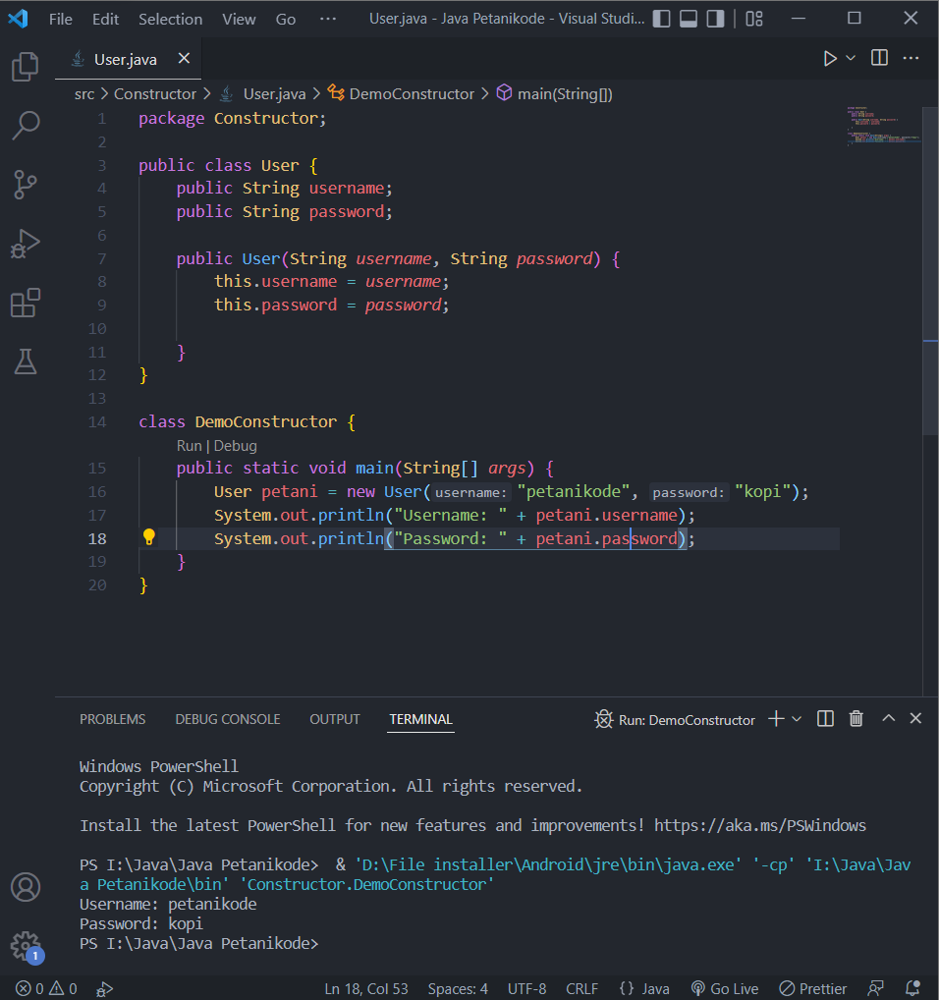 File Edit Selection View Go ··· User.java - Java Petanikode - Visual Studi...
User.java
src > Constructor > User.java > DemoConstructor > main(String[])
1 package Constructor;
2
3 public class User {
4 public String username;
5 public String password;
6
7 public User(String username, String password) {
8 this.username = username;
9 this.password = password;
10
11 }
12 }
13
14 class DemoConstructor {
Run | Debug
15 public static void main(String[] args) {
16 User petani = new User(username: "petanikode", password: "kopi");
17 System.out.println("Username: " + petani.username);
18 System.out.println("Password: " + petani.password);
19 }
20 }
PROBLEMS DEBUG CONSOLE OUTPUT TERMINAL Run: DemoConstructor
Windows PowerShell
Copyright (C) Microsoft Corporation. All rights reserved.
Install the latest PowerShell for new features and improvements! https://aka.ms/PSWindows
PS I:\Java\Java Petanikode> & 'D:\File installer\Android\jre\bin\java.exe' '-cp' 'I:\Java\Jav
a Petanikode\bin' 'Constructor.DemoConstructor'
Username: petanikode
Password: kopi
PS I:\Java\Java Petanikode>
1
0 0 Ln 18, Col 53 Spaces: 4 UTF-8 CRLF {} Java Go Live Prettier